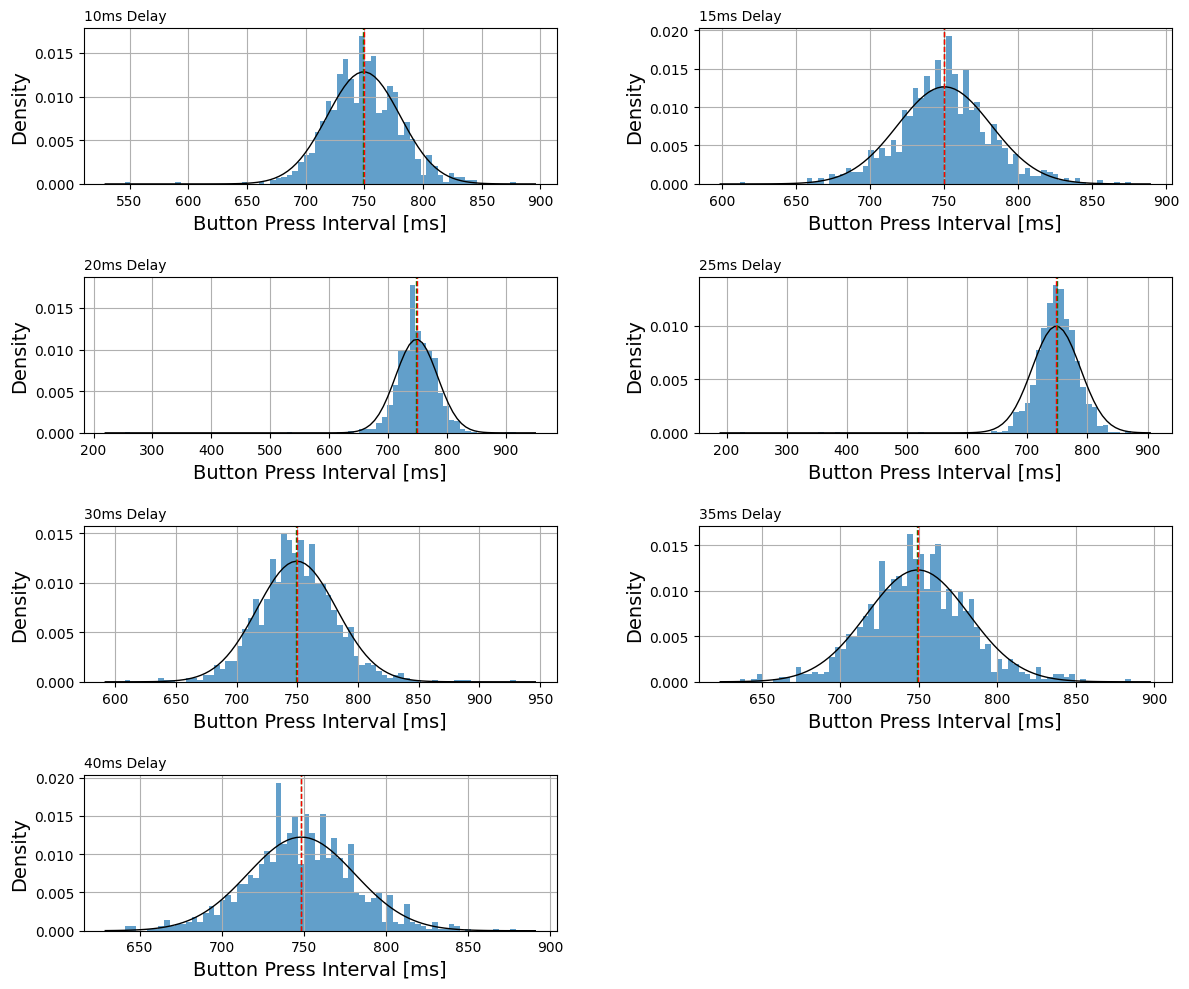 10ms Delay
Density
0.015
0.010
0.005
0.000
550 600 650 700 750 800 850 900
Button Press Interval [ms]
15ms Delay
Density
0.020
0.015
0.010
0.005
0.000
600 650 700 750 800 850 900
Button Press Interval [ms]
20ms Delay
Density
0.015
0.010
0.005
0.000
200 300 400 500 600 700 800 900
Button Press Interval [ms]
25ms Delay
Density
0.010
0.005
0.000
200 300 400 500 600 700 800 900
Button Press Interval [ms]
30ms Delay
Density
0.015
0.010
0.005
0.000
600 650 700 750 800 850 900 950
Button Press Interval [ms]
35ms Delay
Density
0.015
0.010
0.005
0.000
650 700 750 800 850 900
Button Press Interval [ms]
40ms Delay
Density
0.020
0.015
0.010
0.005
0.000
650 700 750 800 850 900
Button Press Interval [ms]